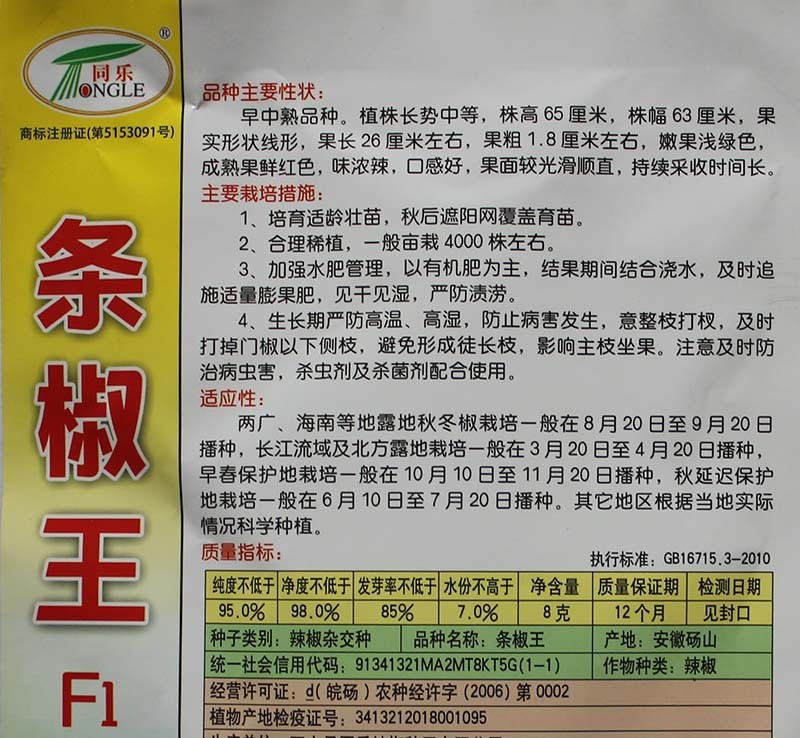 ®
同乐
TONGLE
商标注册证(第5153091号)
条椒王
F1
品种主要性状：
早中熟品种。植株长势中等，株高65厘米，株幅63厘米，果
实形状线形，果长26厘米左右，果粗1.8厘米左右，嫩果浅绿色，
成熟果鲜红色，味浓辣，口感好，果面较光滑顺直，持续采收时间长。
主要栽培措施：
1、培育适龄壮苗，秋后遮阳网覆盖育苗。
2、合理稀植，一般亩栽4000株左右。
3、加强水肥管理，以有机肥为主，结果期间结合浇水，及时追
施适量膨果肥，见干见湿，严防渍涝。
4、生长期严防高温、高湿，防止病害发生，意整枝打杈，及时
打掉门椒以下侧枝，避免形成徒长枝，影响主枝坐果。注意及时防
治病虫害，杀虫剂及杀菌剂配合使用。
适应性：
两广、海南等地露地秋冬椒栽培一般在8月20日至9月20日
播种，长江流域及北方露地栽培一般在3月20日至4月20日播种，
早春保护地栽培一般在10月10日至11月20日播种，秋延迟保护
地栽培一般在6月10日至7月20日播种。其它地区根据当地实际
情况科学种植。
质量指标：
执行标准：GB16715.3-2010
纯度不低于 净度不低于 发芽率不低于 水份不高于 净含量 质量保证期 检测日期
95.0% 98.0% 85% 7.0% 8克 12个月 见封口
种子类别：辣椒杂交种 品种名称：条椒王 产地：安徽砀山
统一社会信用代码：91341321MA2MT8KT5G(1-1) 作物种类：辣椒
经营许可证：d(皖砀)农种经许字(2006)第0002
植物产地检疫证号：3413212018001095